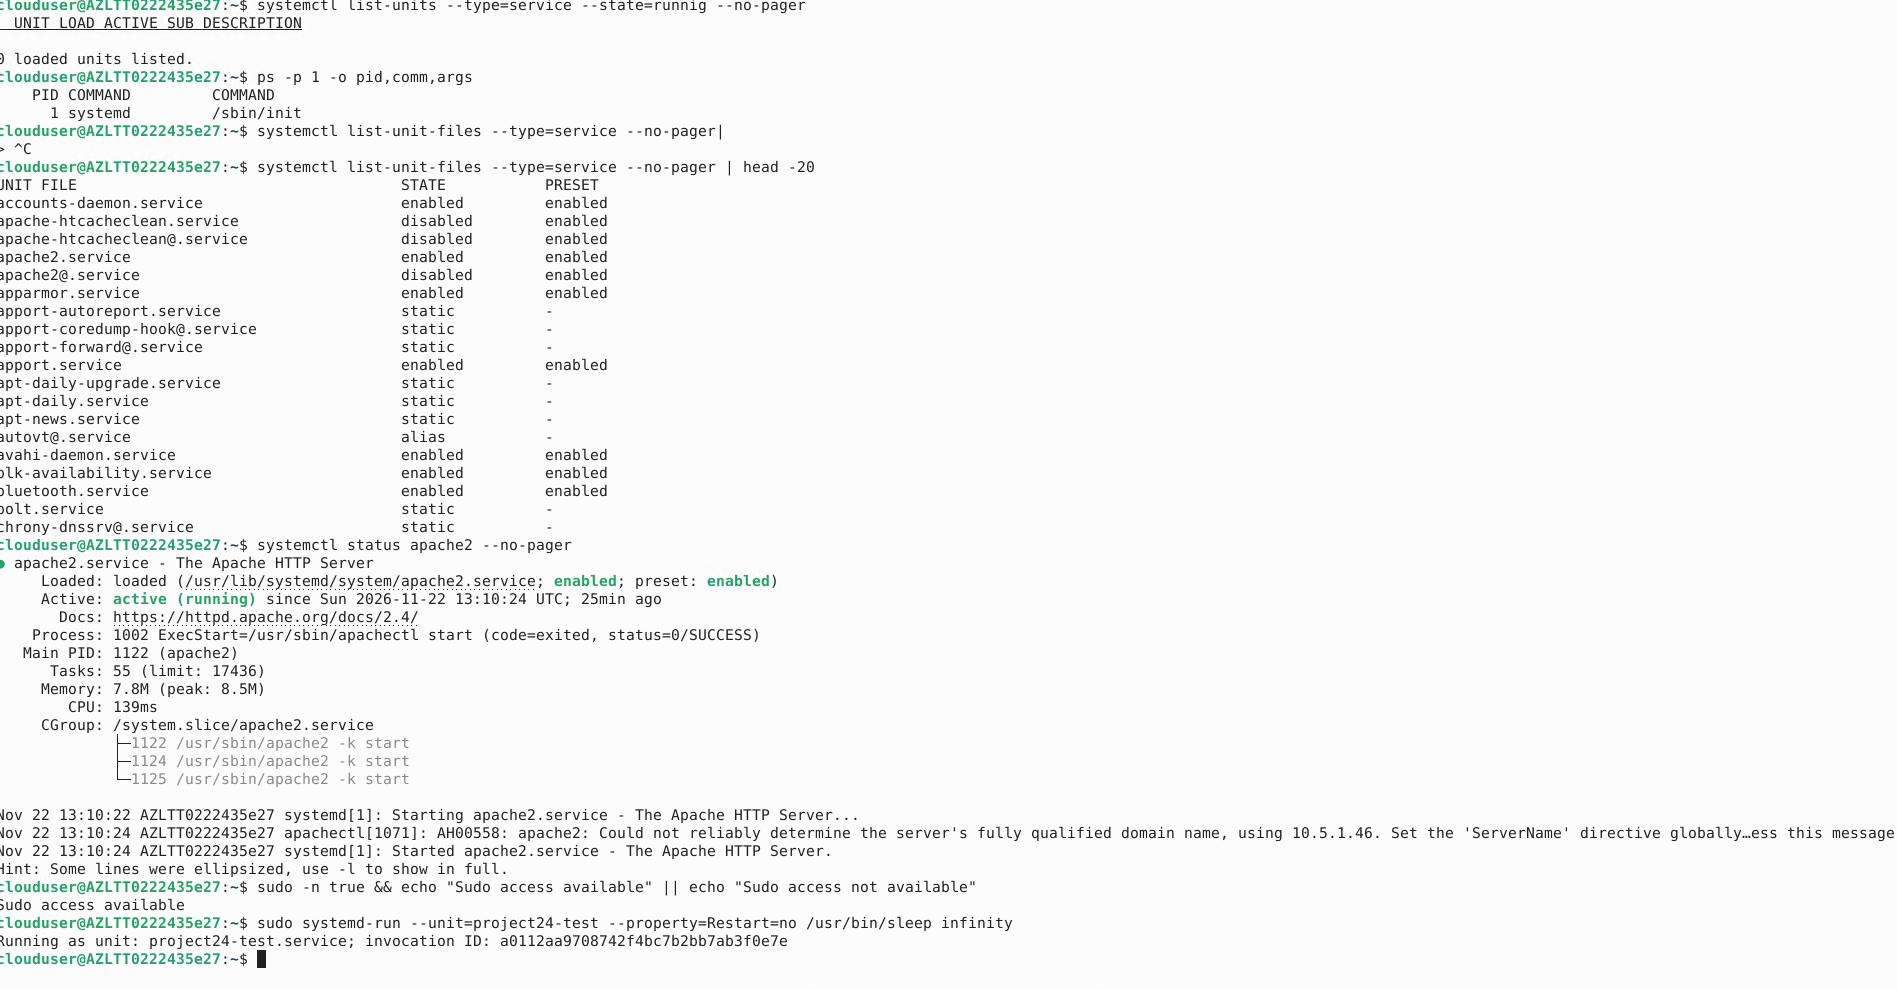 clouduser@AZLTT0222435e27:~$ systemctl list-units --type=service --state=runnig --no-pager
  UNIT LOAD ACTIVE SUB DESCRIPTION
0 loaded units listed.
clouduser@AZLTT0222435e27:~$ ps -p 1 -o pid,comm,args
    PID COMMAND         COMMAND
      1 systemd         /sbin/init
clouduser@AZLTT0222435e27:~$ systemctl list-unit-files --type=service --no-pager|
> ^C
clouduser@AZLTT0222435e27:~$ systemctl list-unit-files --type=service --no-pager | head -20
UNIT FILE                                    STATE           PRESET
accounts-daemon.service                      enabled         enabled
apache-htcacheclean.service                  disabled        enabled
apache-htcacheclean@.service                 disabled        enabled
apache2.service                              enabled         enabled
apache2@.service                             disabled        enabled
apparmor.service                             enabled         enabled
apport-autoreport.service                    static          -
apport-coredump-hook@.service                static          -
apport-forward@.service                      static          -
apport.service                               enabled         enabled
apt-daily-upgrade.service                    static          -
apt-daily.service                            static          -
apt-news.service                             static          -
autovt@.service                              alias           -
avahi-daemon.service                         enabled         enabled
blk-availability.service                     enabled         enabled
bluetooth.service                            enabled         enabled
bolt.service                                 static          -
chrony-dnssrv@.service                       static          -
clouduser@AZLTT0222435e27:~$ systemctl status apache2 --no-pager
● apache2.service - The Apache HTTP Server
     Loaded: loaded (/usr/lib/systemd/system/apache2.service; enabled; preset: enabled)
     Active: active (running) since Sun 2026-11-22 13:10:24 UTC; 25min ago
       Docs: https://httpd.apache.org/docs/2.4/
    Process: 1002 ExecStart=/usr/sbin/apachectl start (code=exited, status=0/SUCCESS)
   Main PID: 1122 (apache2)
      Tasks: 55 (limit: 17436)
     Memory: 7.8M (peak: 8.5M)
        CPU: 139ms
     CGroup: /system.slice/apache2.service
             ├─1122 /usr/sbin/apache2 -k start
             ├─1124 /usr/sbin/apache2 -k start
             └─1125 /usr/sbin/apache2 -k start
Nov 22 13:10:22 AZLTT0222435e27 systemd[1]: Starting apache2.service - The Apache HTTP Server...
Nov 22 13:10:24 AZLTT0222435e27 apachectl[1071]: AH00558: apache2: Could not reliably determine the server's fully qualified domain name, using 10.5.1.46. Set the 'ServerName' directive globally…ess this message
Nov 22 13:10:24 AZLTT0222435e27 systemd[1]: Started apache2.service - The Apache HTTP Server.
Hint: Some lines were ellipsized, use -l to show in full.
clouduser@AZLTT0222435e27:~$ sudo -n true && echo "Sudo access available" || echo "Sudo access not available"
Sudo access available
clouduser@AZLTT0222435e27:~$ sudo systemd-run --unit=project24-test --property=Restart=no /usr/bin/sleep infinity
Running as unit: project24-test.service; invocation ID: a0112aa9708742f4bc7b2bb7ab3f0e7e
clouduser@AZLTT0222435e27:~$